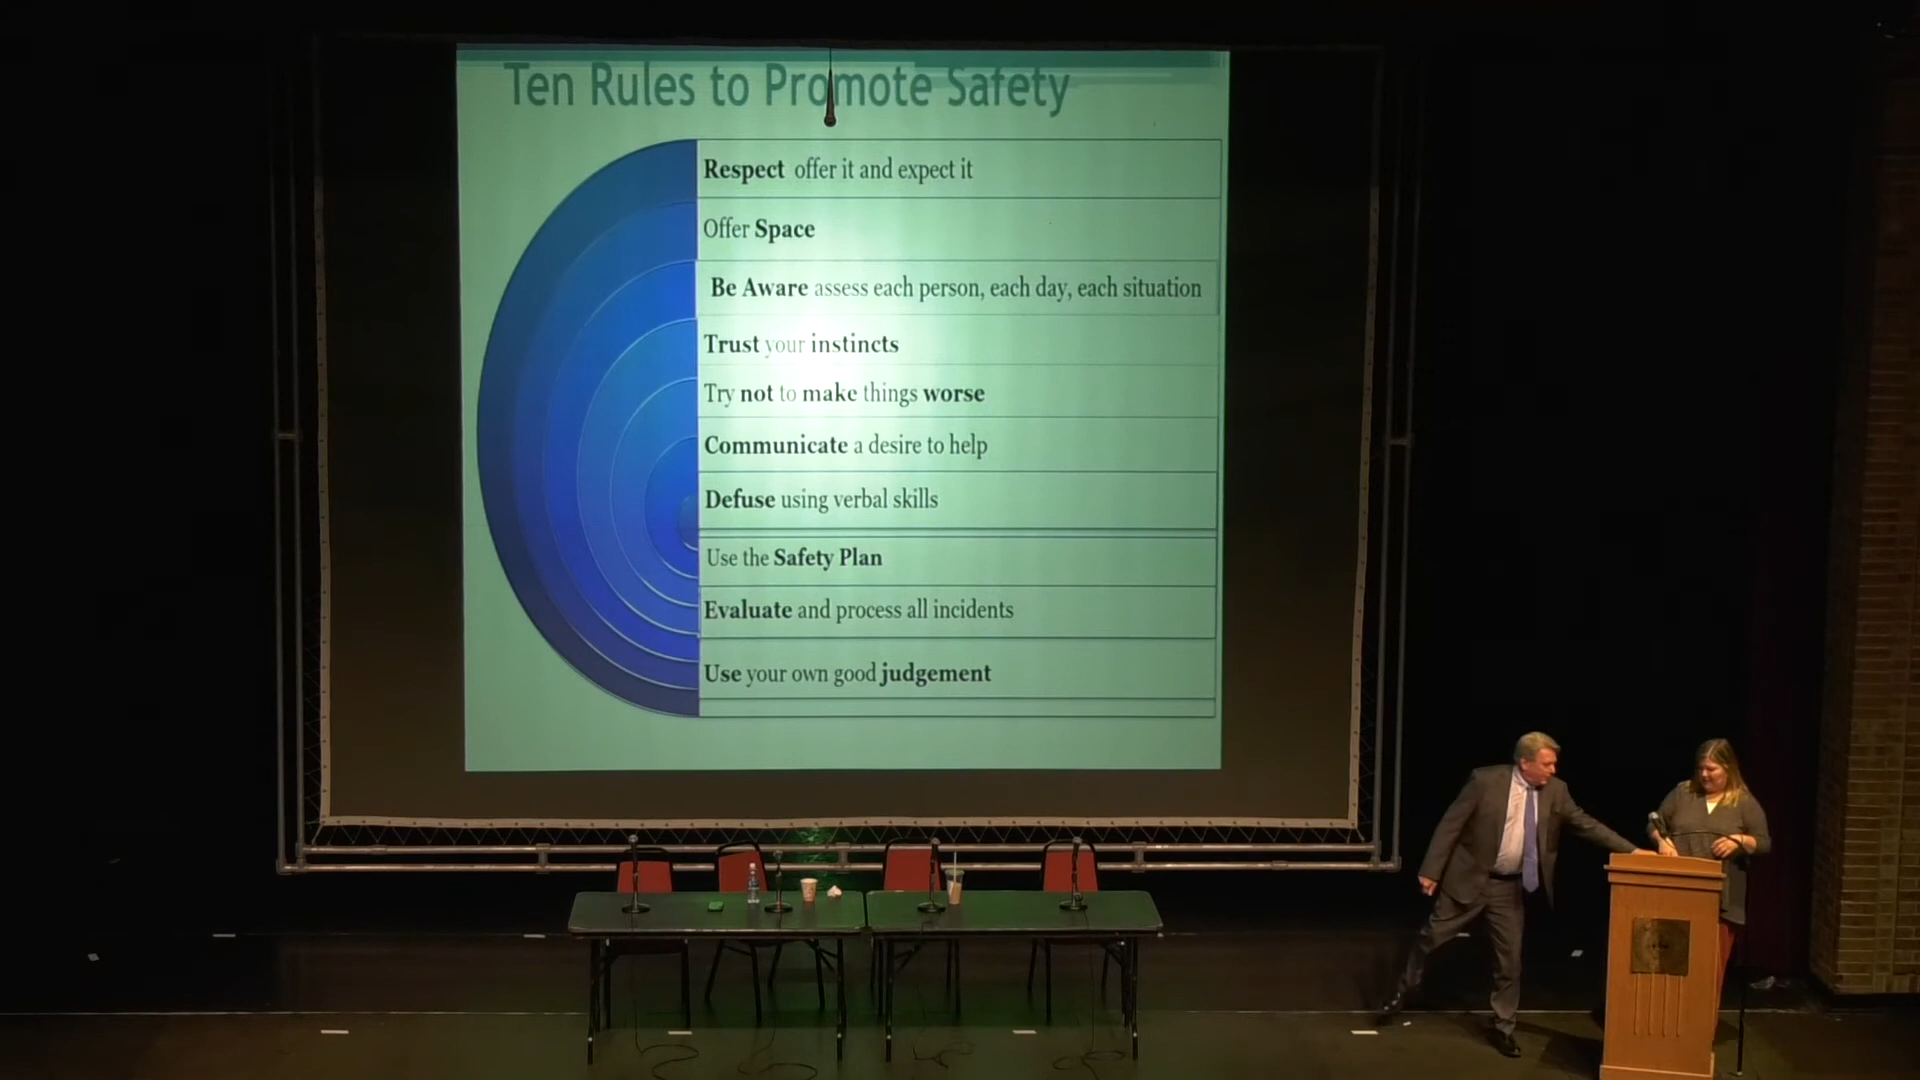 Ten Rules to Promote Safety
Respect offer it and expect it
Offer Space
Be Aware assess each person, each day, each situation
Trust your instincts
Try not to make things worse
Communicate a desire to help
Defuse using verbal skills
Use the Safety Plan
Evaluate and process all incidents
Use your own good judgement